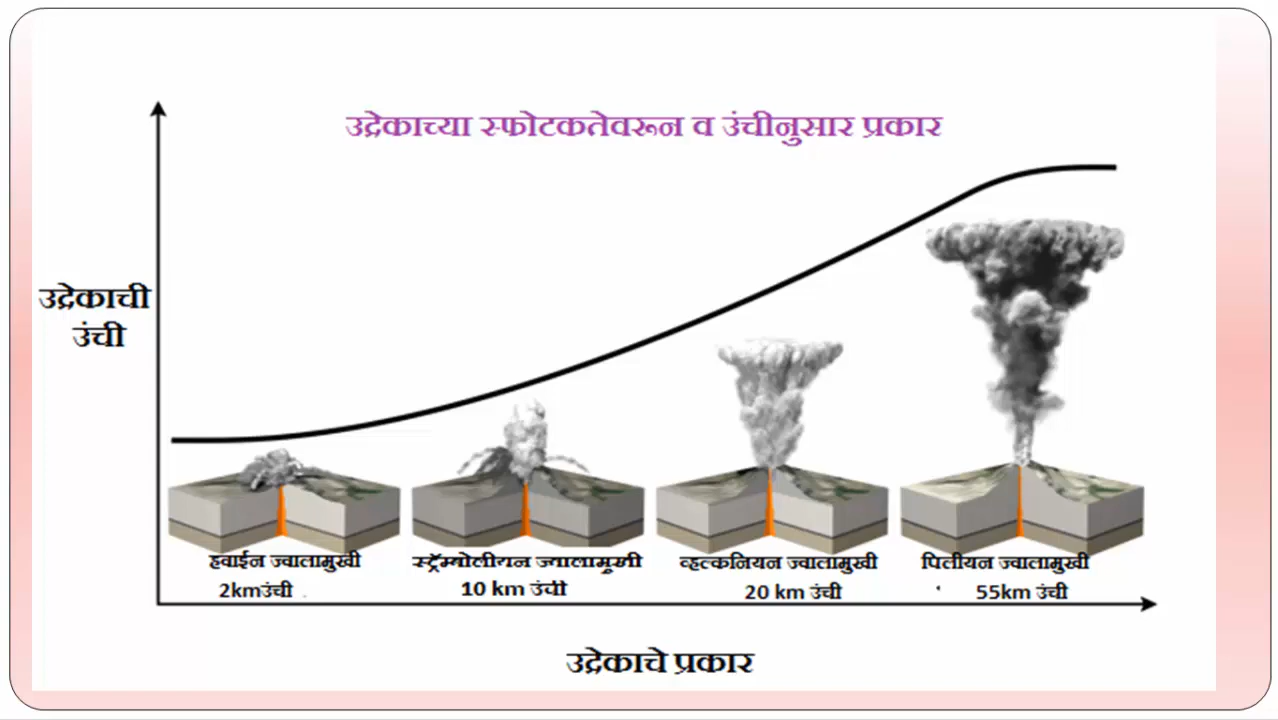 उद्रेकाच्या स्फोटकतेवरून व उंचीनुसार प्रकार
उद्रेकाची
उंची
हवाईन ज्वालामुखी
2kmउंची
स्ट्रॅम्बोलीयन ज्वालामूखी
10 km उंची
व्हल्कनियन ज्वालामुखी
20 km उंची
पिलीयन ज्वालामुखी
55km उंची
उद्रेकाचे प्रकार